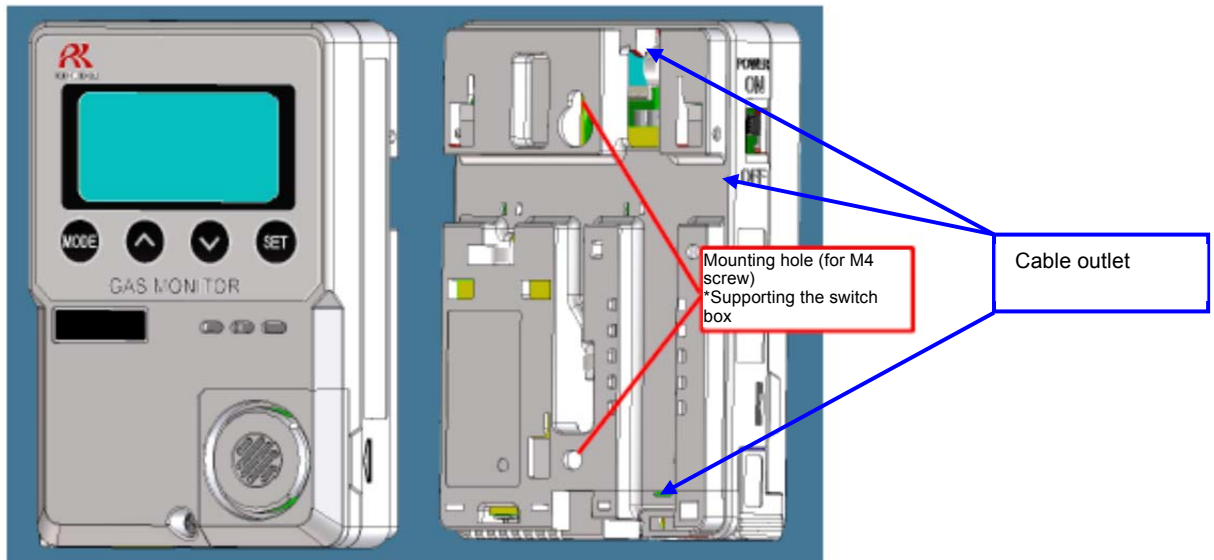 POWER
ON
OFF
MODE
SET
GAS MONITOR
Mounting hole (for M4
screw)
*Supporting the switch
box
Cable outlet